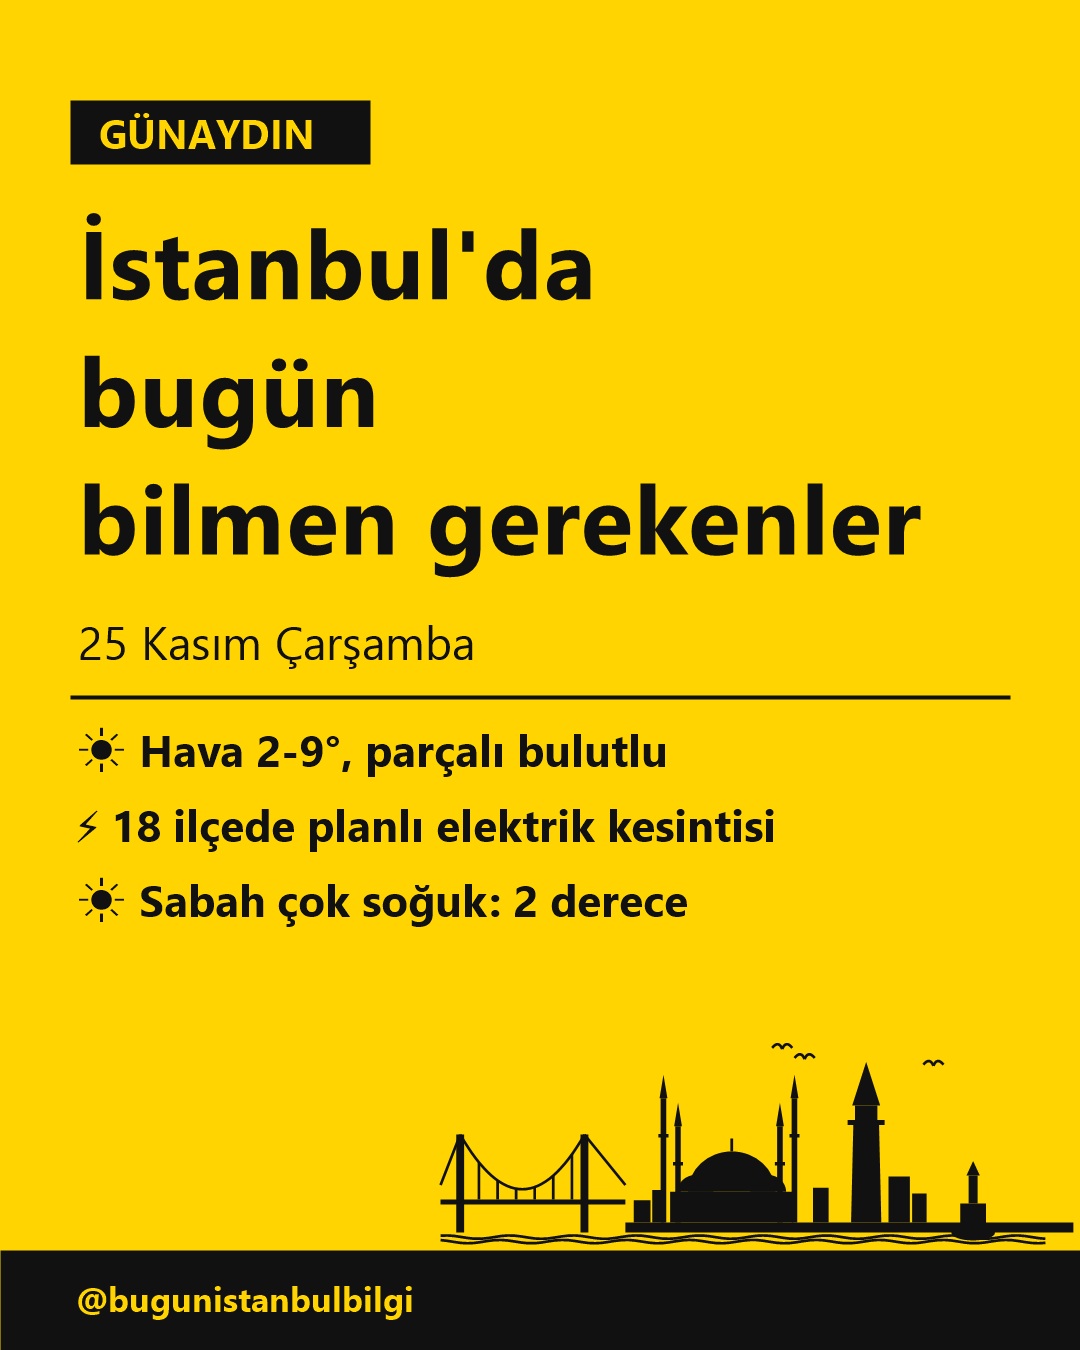 GÜNAYDIN
İstanbul'da
bugün
bilmen gerekenler
25 Kasım Çarşamba
☀ Hava 2-9°, parçalı bulutlu
⚡ 18 ilçede planlı elektrik kesintisi
☀ Sabah çok soğuk: 2 derece
@bugunistanbulbilgi